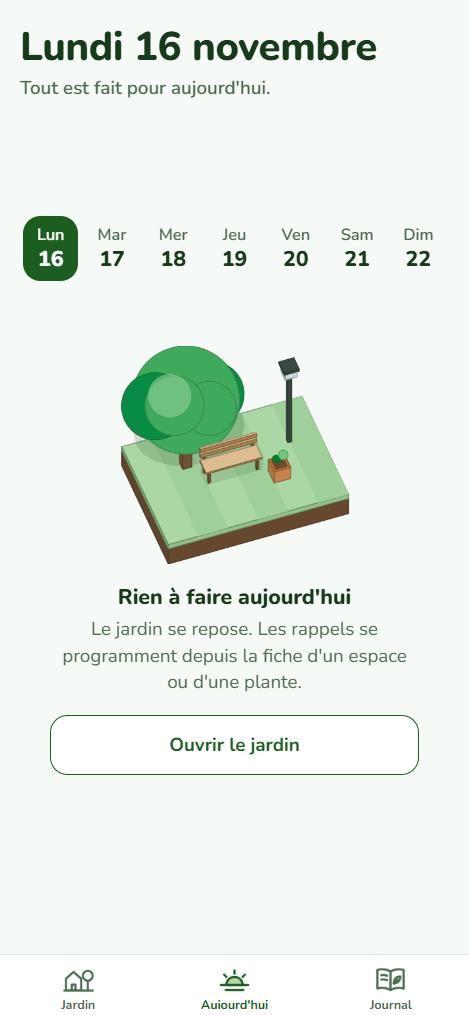 Lundi 16 novembre
Tout est fait pour aujourd'hui.
Lun Mar Mer Jeu Ven Sam Dim
16 17 18 19 20 21 22
Rien à faire aujourd'hui
Le jardin se repose. Les rappels se
programment depuis la fiche d'un espace
ou d'une plante.
Ouvrir le jardin
Jardin Aujourd'hui Journal